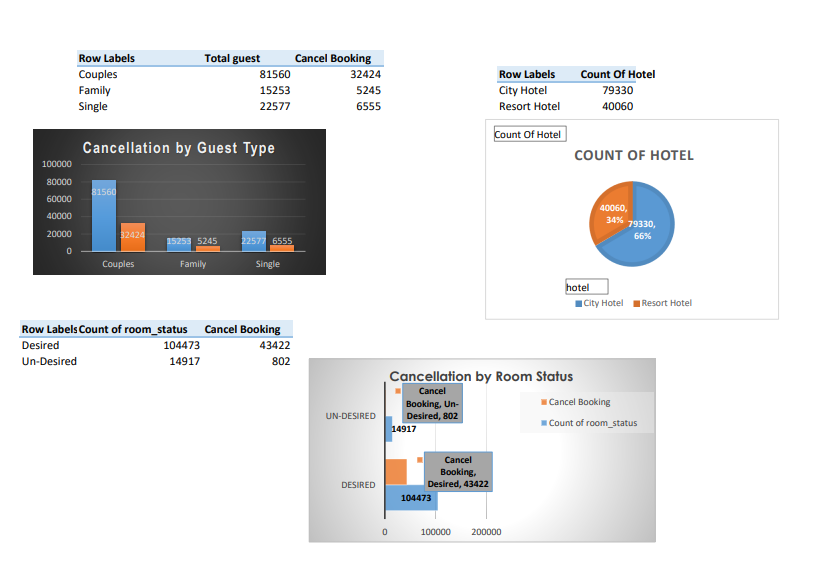 Row Labels Total guest Cancel Booking
Couples 81560 32424
Family 15253 5245
Single 22577 6555
Row Labels Count Of Hotel
City Hotel 79330
Resort Hotel 40060
Cancellation by Guest Type
100000
80000
60000
40000
20000
0
81560
32424
15253
5245
22577
6555
Couples Family Single
Count Of Hotel
COUNT OF HOTEL
40060,
34%
79330,
66%
hotel
City Hotel Resort Hotel
Row Labels Count of room_status Cancel Booking
Desired 104473 43422
Un-Desired 14917 802
Cancellation by Room Status
Cancel
Booking, Un-
Desired, 802
UN-DESIRED
14917
Cancel Booking
Count of room_status
Cancel
Booking,
Desired, 43422
DESIRED
104473
0 100000 200000